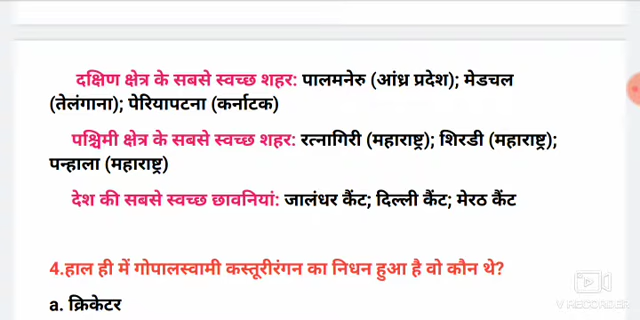 दक्षिण क्षेत्र के सबसे स्वच्छ शहर: पालमनेरु (आंध्र प्रदेश); मेडचल
(तेलंगाना); पेरियापटना (कर्नाटक)
पश्चिमी क्षेत्र के सबसे स्वच्छ शहर: रत्नागिरी (महाराष्ट्र); शिरडी (महाराष्ट्र);
पन्हाला (महाराष्ट्र)
देश की सबसे स्वच्छ छावनियां: जालंधर कैंट; दिल्ली कैंट; मेरठ कैंट
4.हाल ही में गोपालस्वामी कस्तूरीरंगन का निधन हुआ है वो कौन थे?
a. क्रिकेटर
V RECORDER